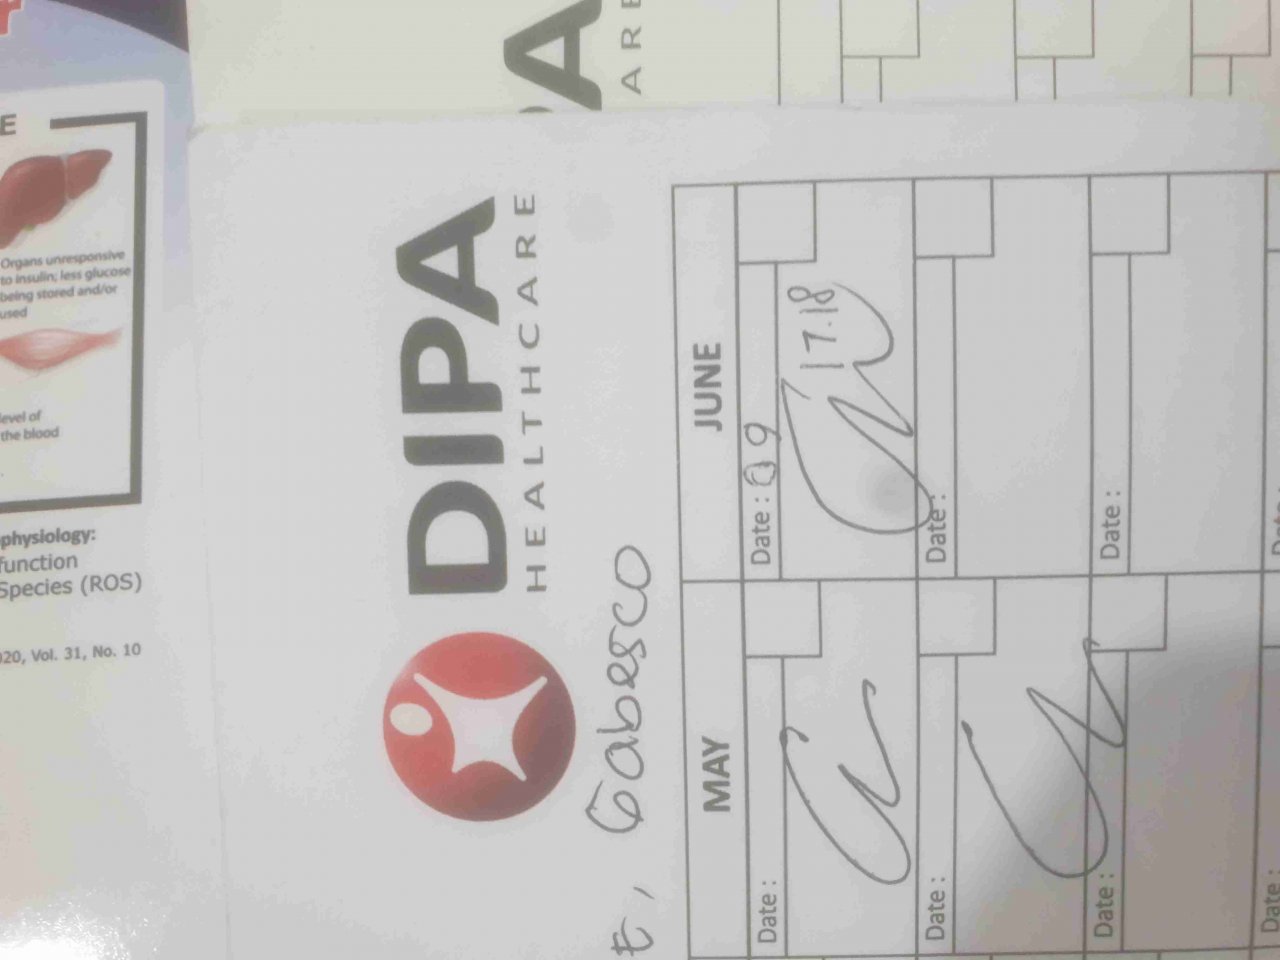 E
Organs unresponsive
to insulin; less glucose
being stored and/or
used
level of
the blood
physiology:
function
Species (ROS)
020, Vol. 31, No. 10
A
ARE
DIPA
HEALTHCARE
, Gabesco
MAY JUNE
Date : Date : 09
17.18
Date : Date :
Date : Date :
Date : Date